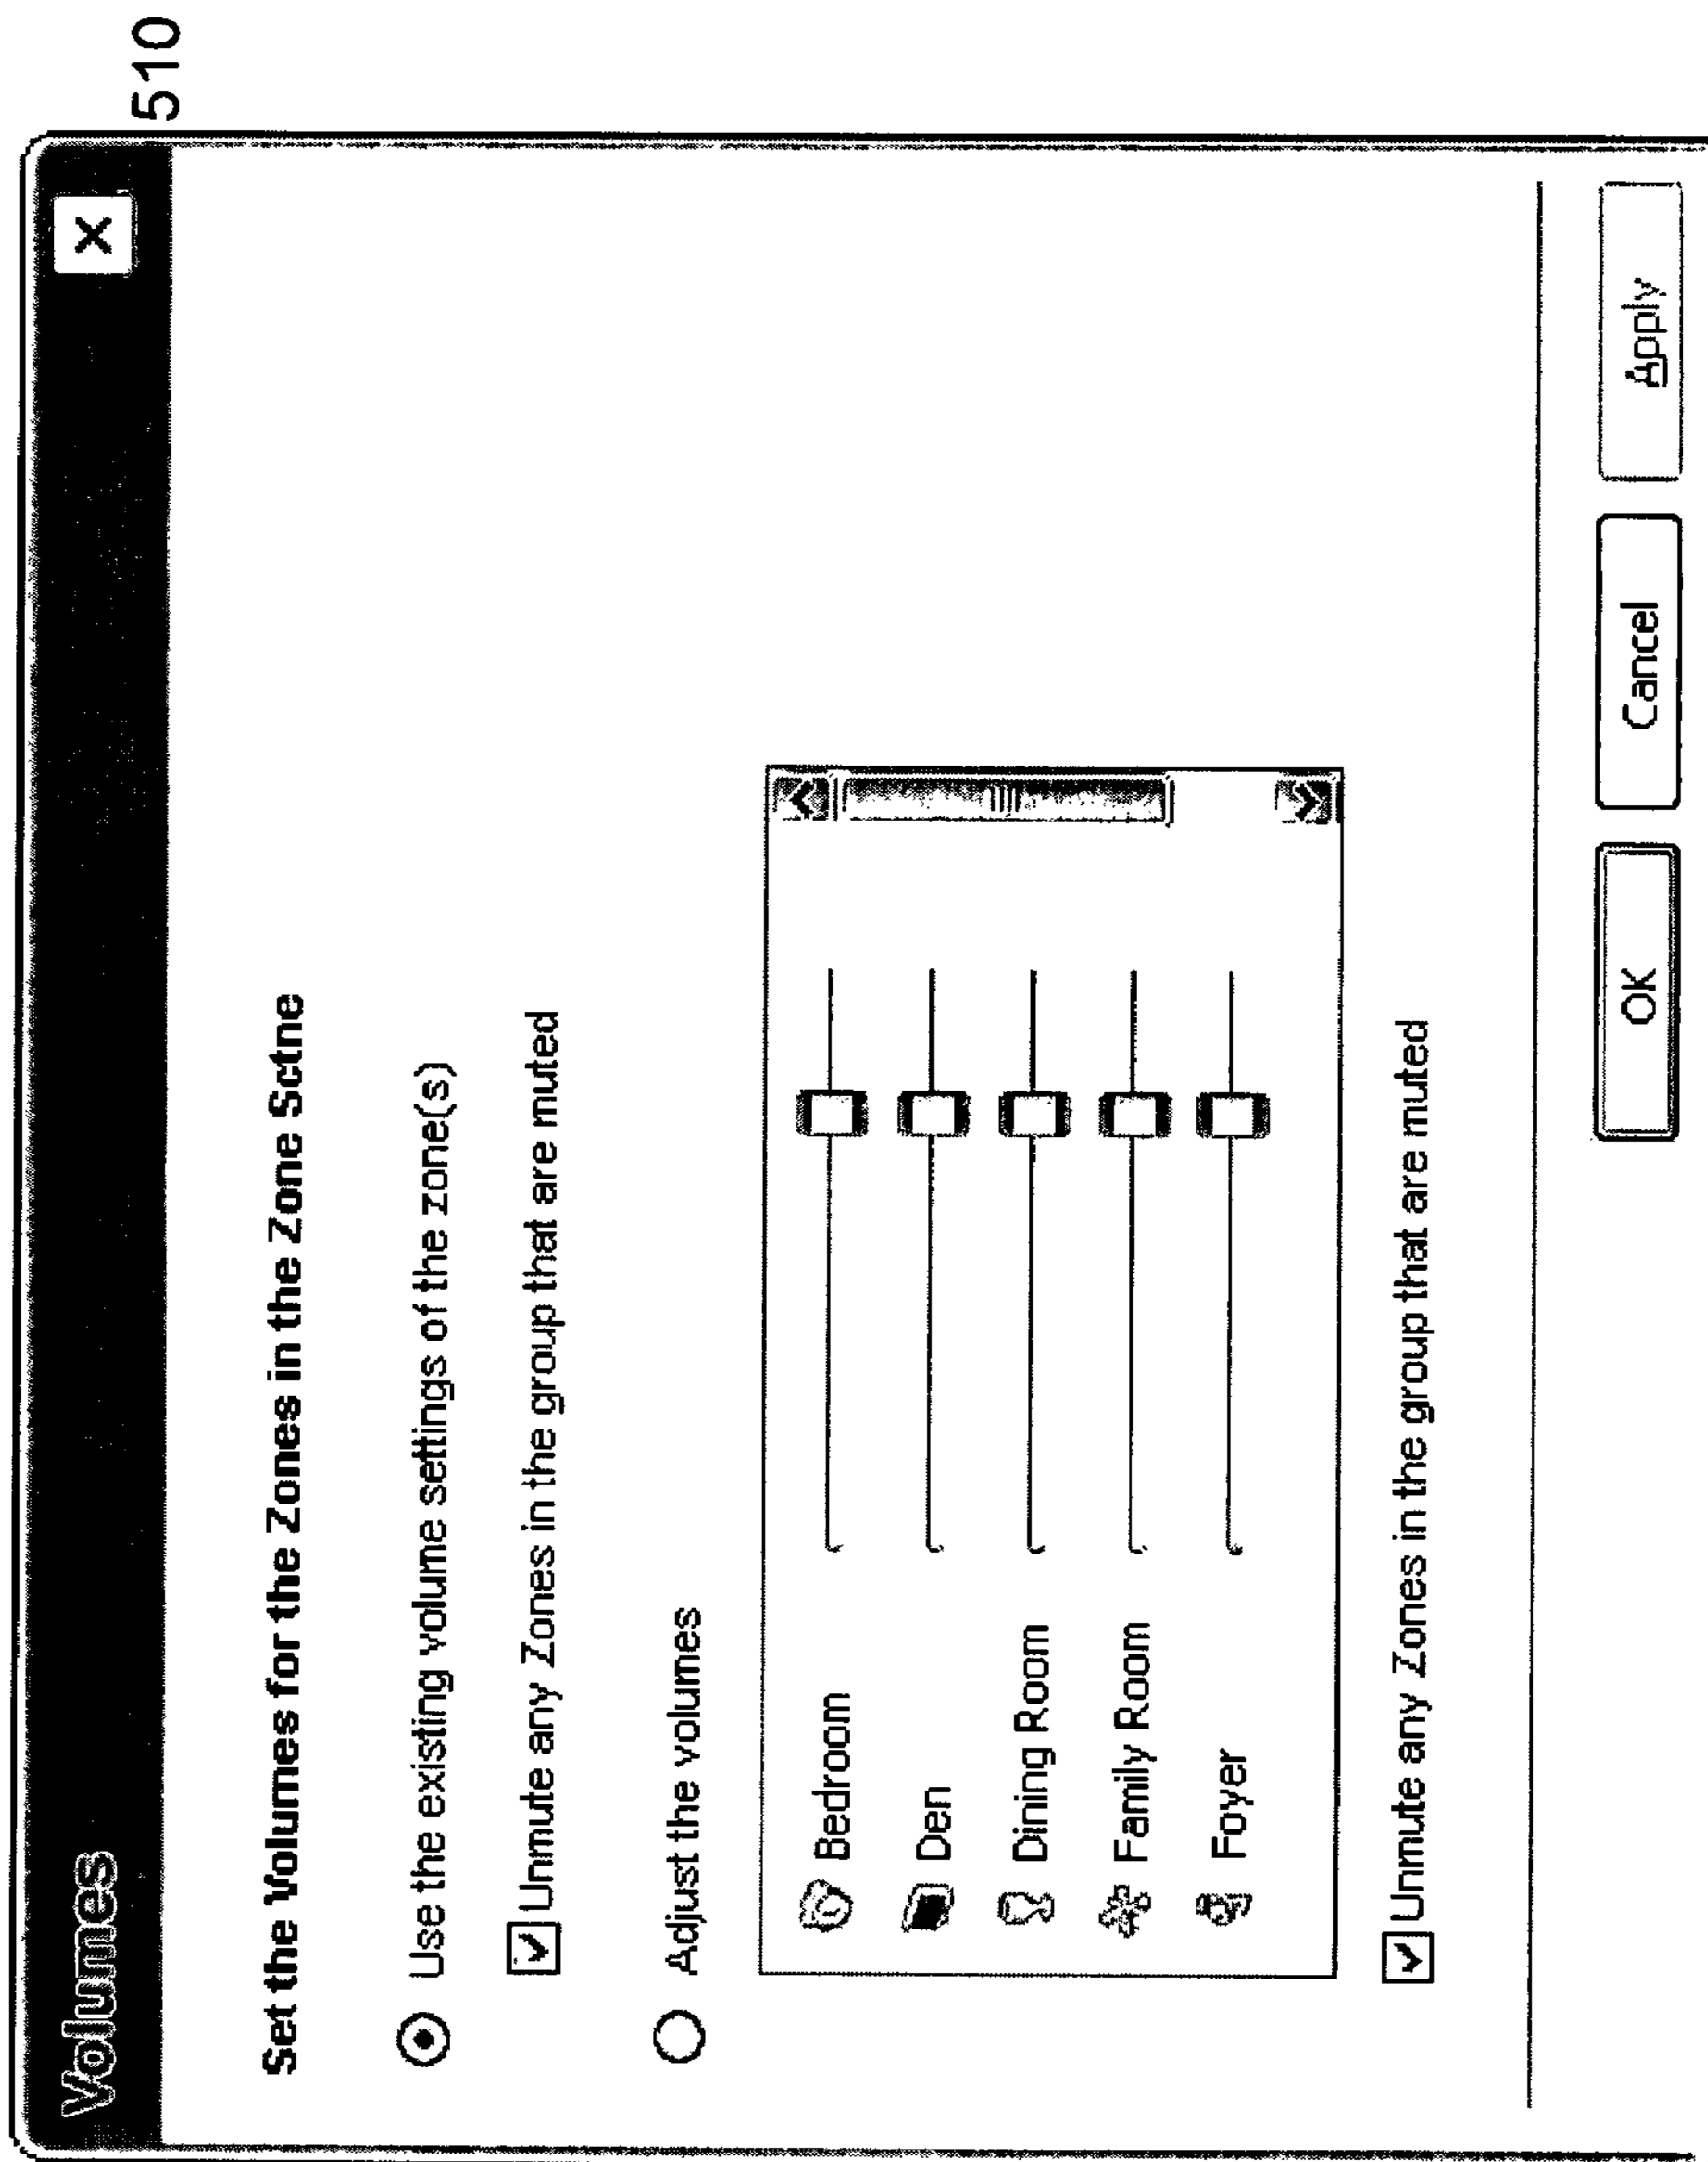 510
Volumes
Set the Volumes for the Zones in the Zone Sctne
Use the existing volume settings of the zone(s)
Unmute any Zones in the group that are muted
Adjust the volumes
Bedroom
Den
Dining Room
Family Room
Foyer
Unmute any Zones in the group that are muted
OK Cancel Apply